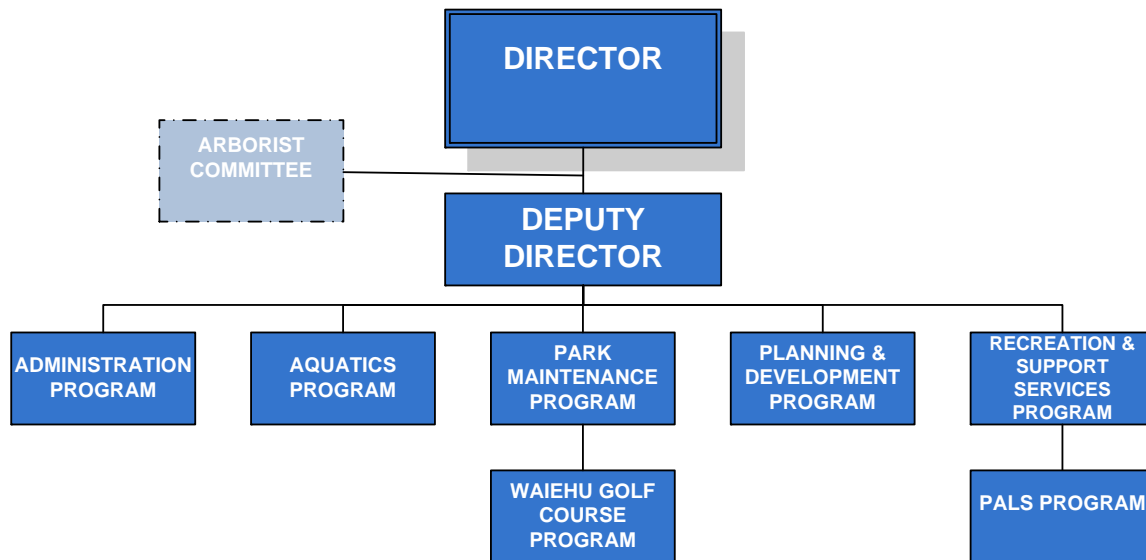 DIRECTOR
ARBORIST
COMMITTEE
DEPUTY
DIRECTOR
ADMINISTRATION
PROGRAM
AQUATICS
PROGRAM
PARK
MAINTENANCE
PROGRAM
PLANNING &
DEVELOPMENT
PROGRAM
RECREATION &
SUPPORT
SERVICES
PROGRAM
WAIEHU GOLF
COURSE
PROGRAM
PALS PROGRAM